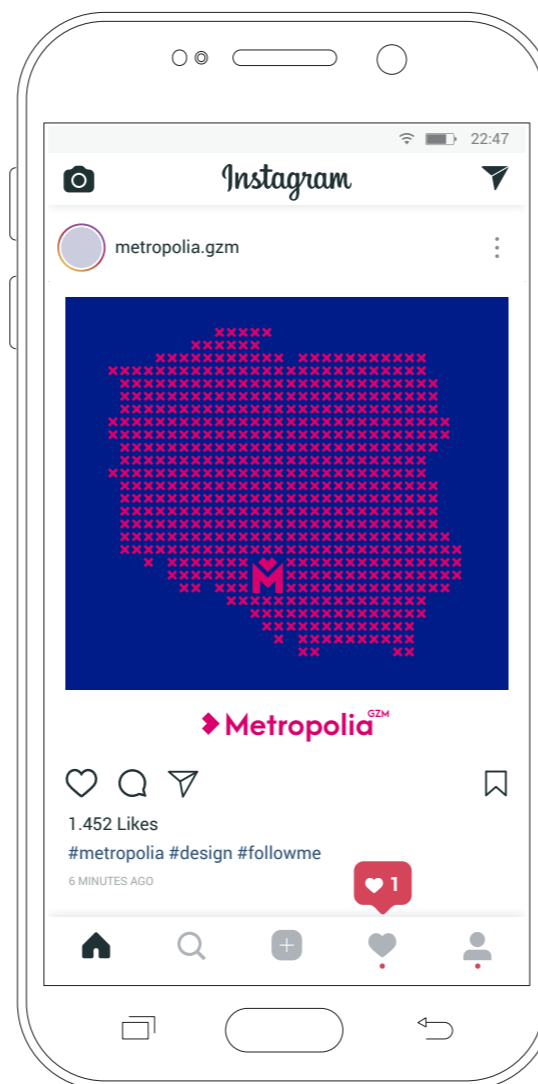 22:47
Instagram
metropolia.gzm
M
Metropolia GZM
1.452 Likes
#metropolia #design #followme
6 MINUTES AGO
1